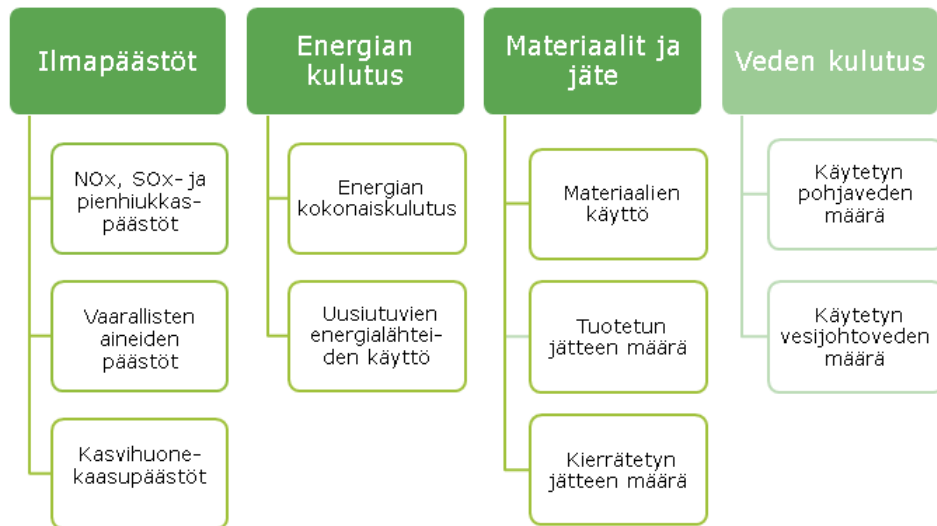 Ilmapäästöt
NOx, SOx- ja
pienhiukkas-
päästöt
Vaarallisten
aineiden
päästöt
Kasvihuone-
kaasupäästöt
Energian
kulutus
Energian
kokonaiskulutus
Uusiutuvien
energialähtei-
den käyttö
Materiaalit ja
jäte
Materiaalien
käyttö
Tuotetun
jätteen määrä
Kierrätetyn
jätteen määrä
Veden kulutus
Käytetyn
pohjaveden
määrä
Käytetyn
vesijohtoveden
määrä